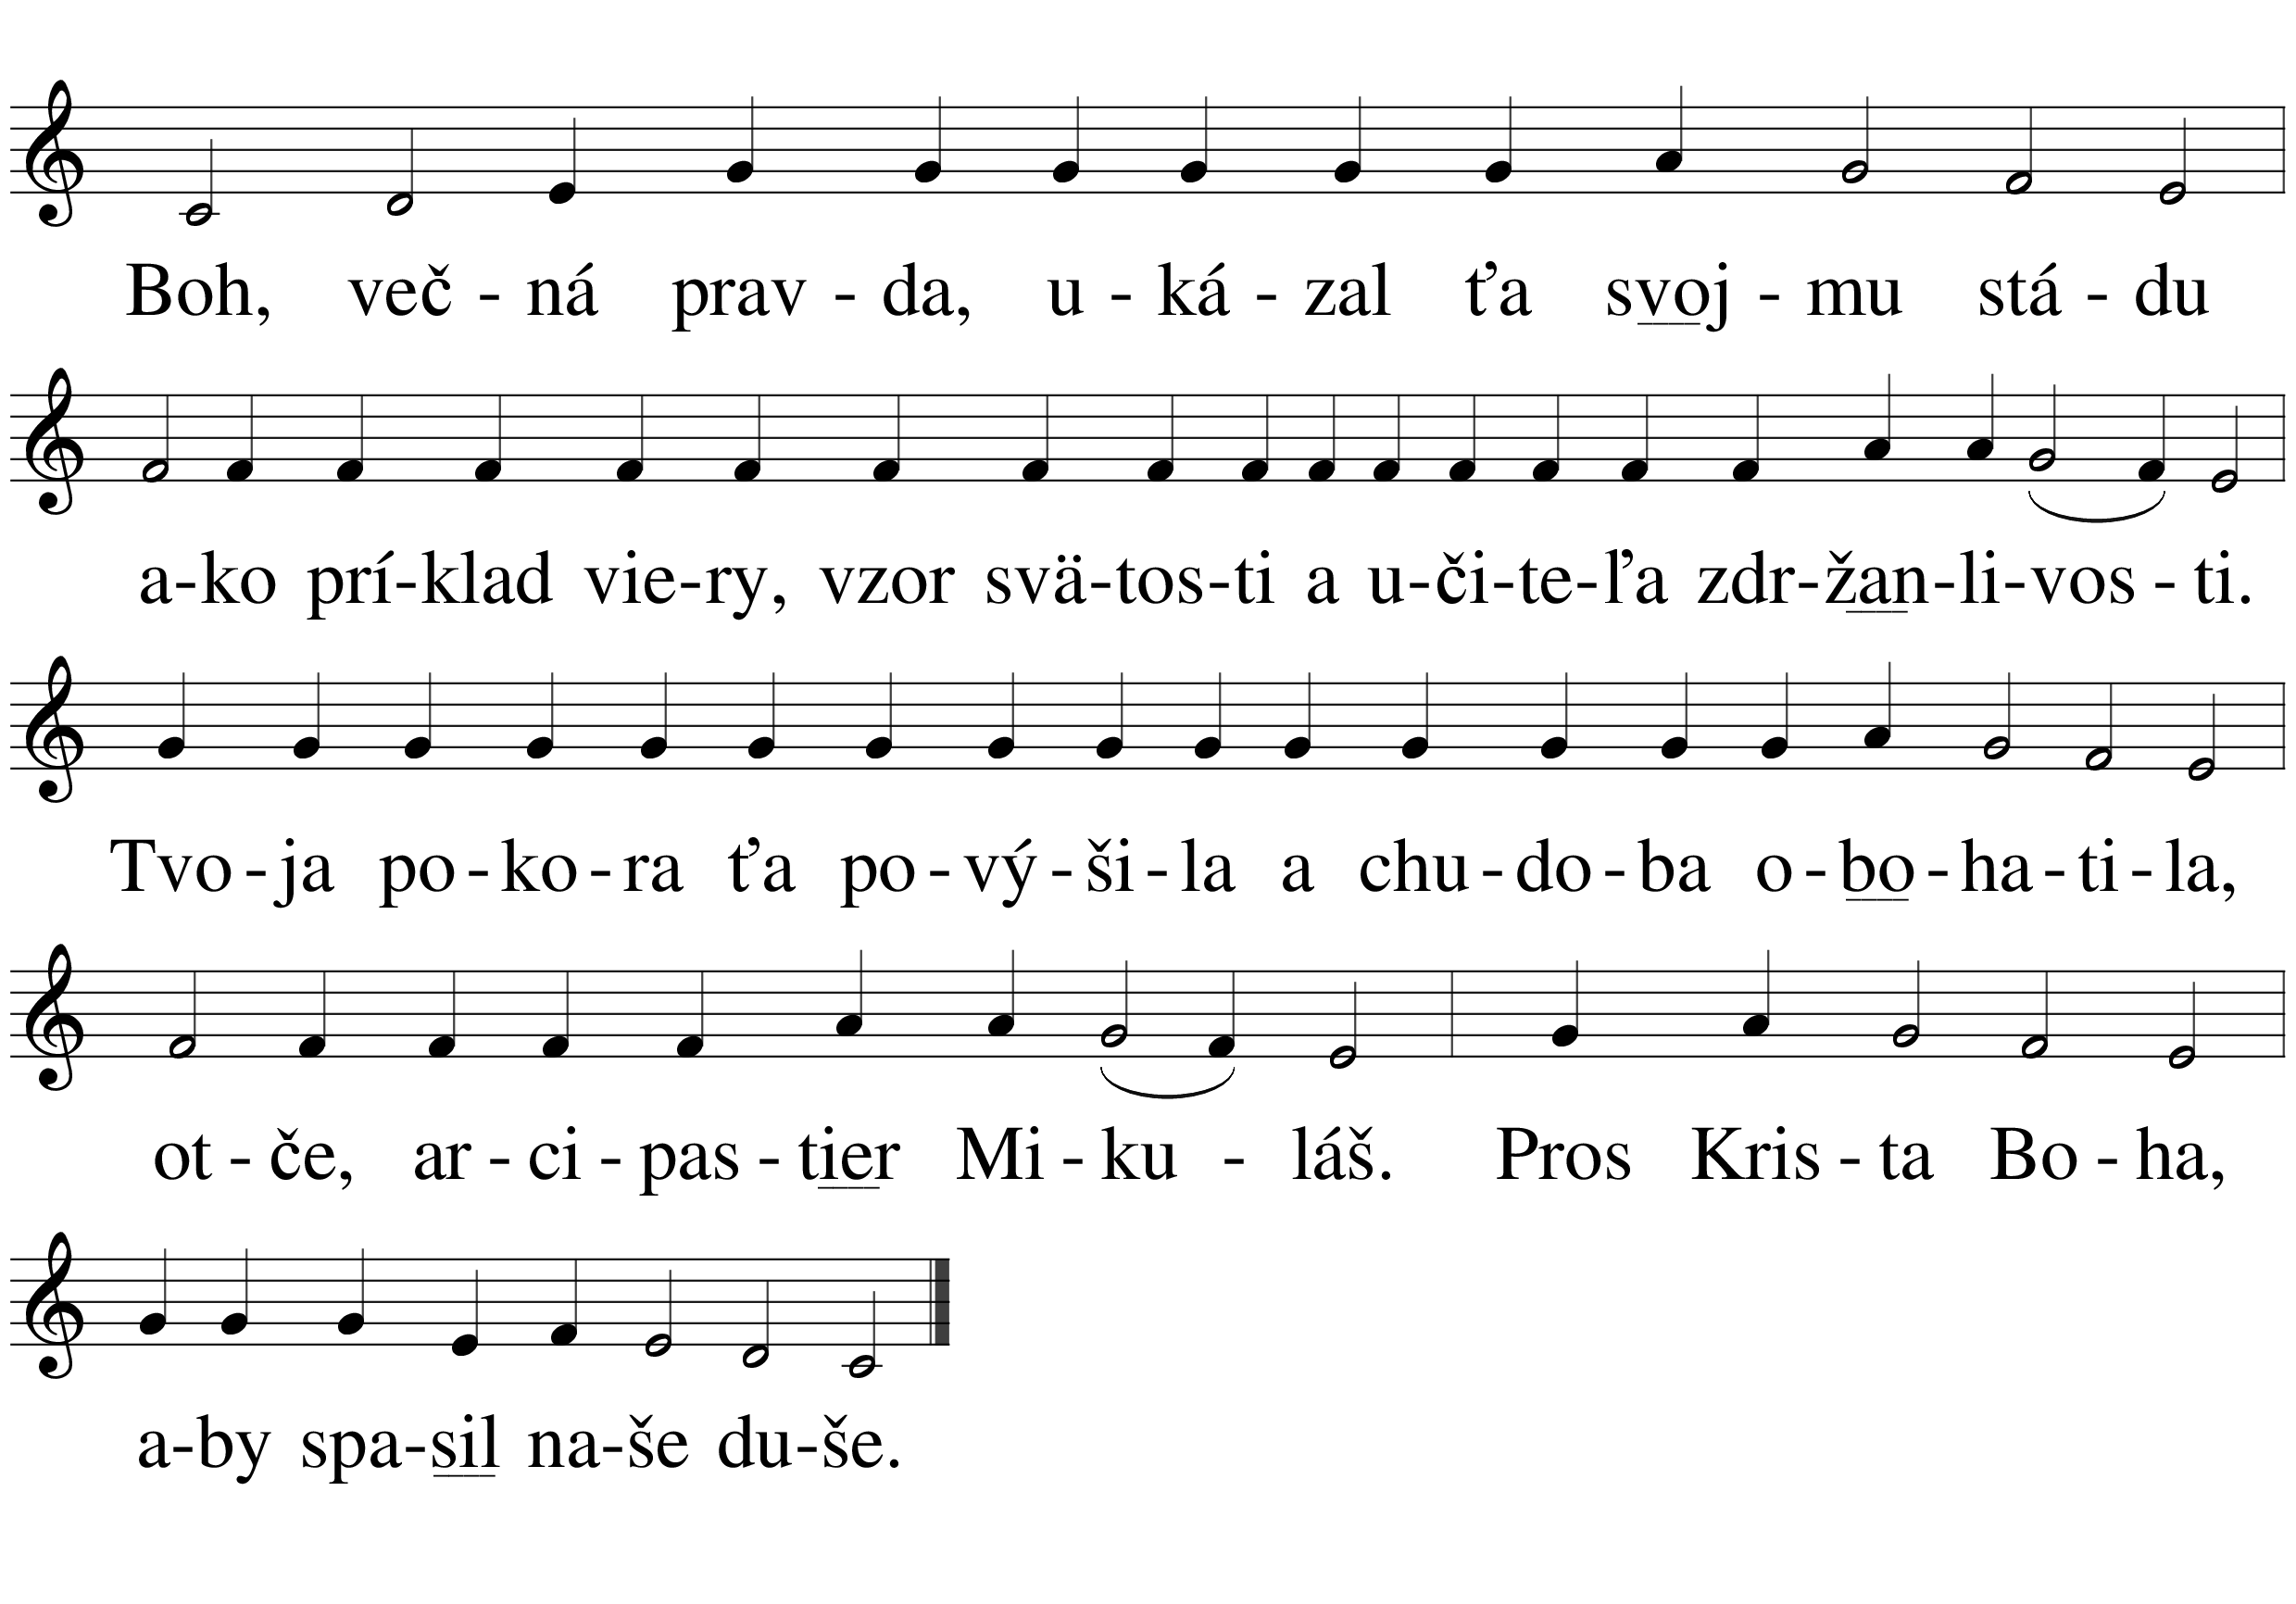 Boh, več - ná prav - da, u - ká - zal ťa svoj - mu stá - du
a-ko prí-klad vie-ry, vzor svä-tos-ti a u-či-te-ľa zdr-žan-li-vos - ti.
Tvo - ja po - ko - ra ťa po - vý - ši - la a chu - do - ba o - bo - ha - ti - la,
ot - če, ar - ci - pas - tier Mi - ku - láš. Pros Kris - ta Bo - ha,
a-by spa-sil na-še du-še.